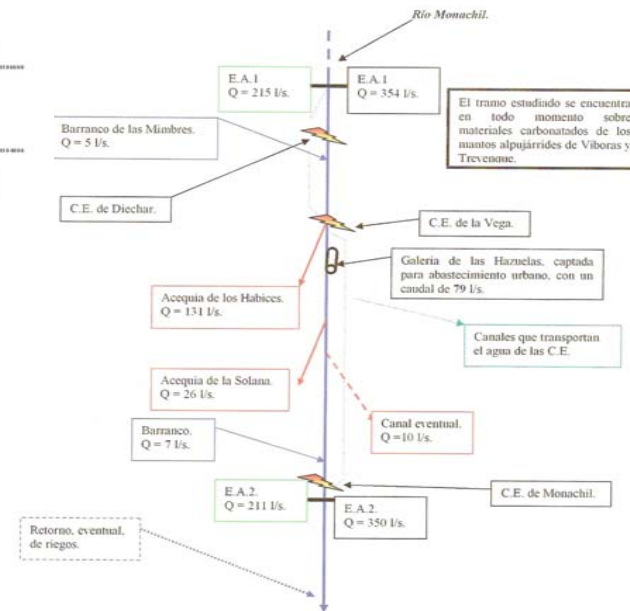 Río Monachil.
E.A.1
Q = 215 l/s.
E.A.1
Q = 354 l/s.
El tramo estudiado se encuentra
en todo momento sobre
materiales carbonatados de los
mantos alpujárrides de Víboras y
Trevenque.
Barranco de las Mimbres.
Q = 5 l/s.
C.E. de Diechar.
C.E. de la Vega.
Galería de las Hazuelas, captada
para abastecimiento urbano, con un
caudal de 79 l/s.
Acequia de los Habices.
Q = 131 l/s.
Canales que transportan
el agua de las C.E.
Acequia de la Solana.
Q = 26 l/s.
Canal eventual.
Q =10 l/s.
Barranco.
Q = 7 l/s.
E.A.2.
Q = 211 l/s.
C.E. de Monachil.
E.A.2.
Q = 350 l/s.
Retorno, eventual,
de riegos.